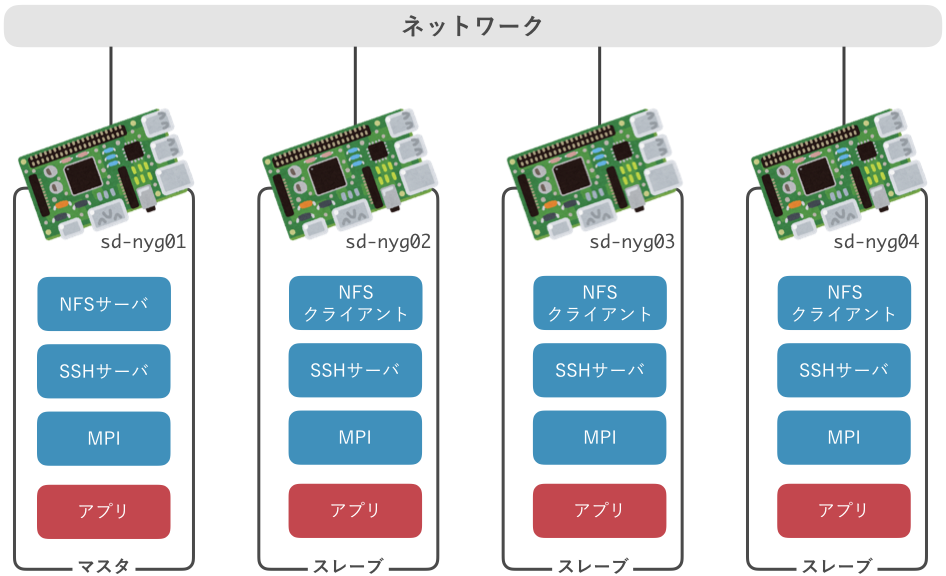 ネットワーク
sd-nyg01
NFSサーバ
SSHサーバ
MPI
アプリ
マスタ
sd-nyg02
NFS
クライアント
SSHサーバ
MPI
アプリ
スレーブ
sd-nyg03
NFS
クライアント
SSHサーバ
MPI
アプリ
スレーブ
sd-nyg04
NFS
クライアント
SSHサーバ
MPI
アプリ
スレーブ